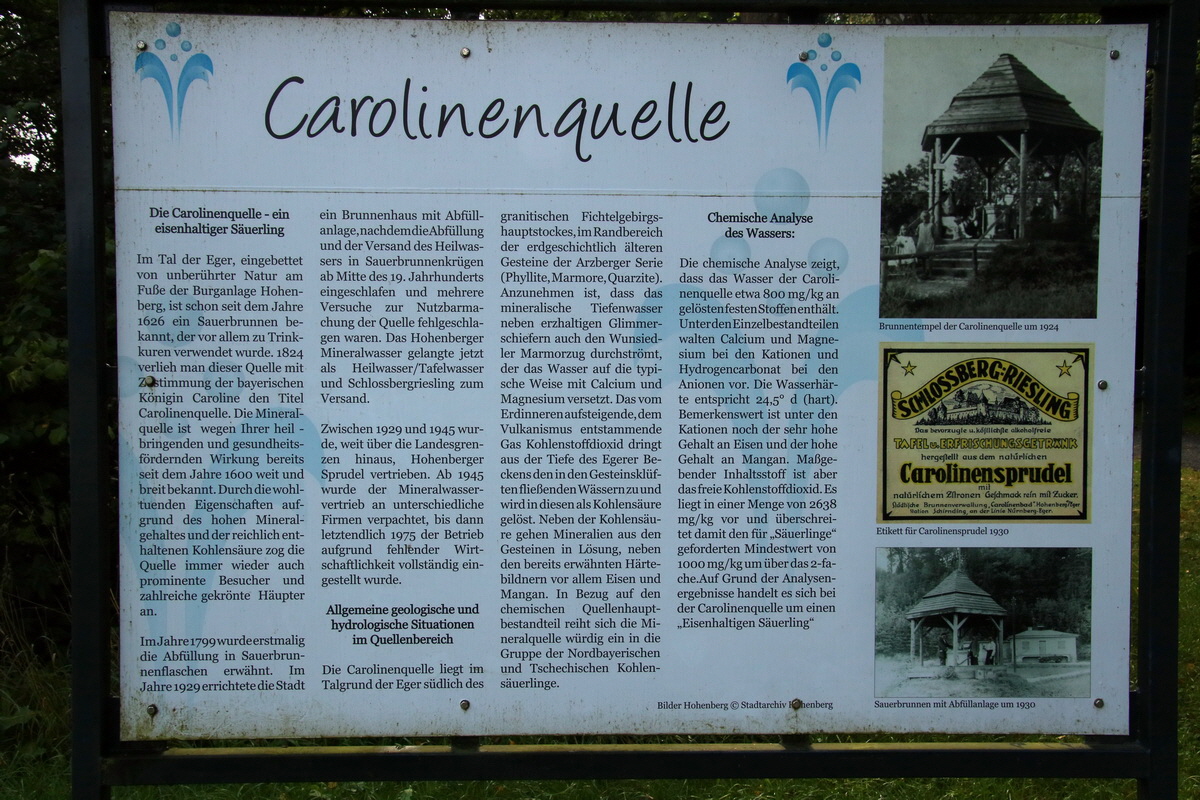 Carolinenquelle
Die Carolinenquelle - ein
eisenhaltiger Säuerling
Im Tal der Eger, eingebettet
von unberührter Natur am
Fuße der Burganlage Hohen-
berg, ist schon seit dem Jahre
1626 ein Sauerbrunnen be-
kannt, der vor allem zu Trink-
kuren verwendet wurde. 1824
verlieh man dieser Quelle mit
Zustimmung der bayerischen
Königin Caroline den Titel
Carolinenquelle. Die Mineral-
quelle ist wegen Ihrer heil -
bringenden und gesundheits-
fördernden Wirkung bereits
seit dem Jahre 1600 weit und
breit bekannt. Durch die wohl-
tuenden Eigenschaften auf-
grund des hohen Mineral-
gehaltes und der reichlich ent-
haltenen Kohlensäure zog die
Quelle immer wieder auch
prominente Besucher und
zahlreiche gekrönte Häupter
an.
Im Jahre 1799 wurde erstmalig
die Abfüllung in Sauerbrun-
nenflaschen erwähnt. Im
Jahre 1929 errichtete die Stadt
ein Brunnenhaus mit Abfüll-
anlage, nachdem die Abfüllung
und der Versand des Heilwas-
sers in Sauerbrunnenkrügen
ab Mitte des 19. Jahrhunderts
eingeschlafen und mehrere
Versuche zur Nutzbarma-
chung der Quelle fehlgeschla-
gen waren. Das Hohenberger
Mineralwasser gelangte jetzt
als Heilwasser/Tafelwasser
und Schlossbergriesling zum
Versand.
Zwischen 1929 und 1945 wur-
de, weit über die Landesgren-
zen hinaus, Hohenberger
Sprudel vertrieben. Ab 1945
wurde der Mineralwasser-
vertrieb an unterschiedliche
Firmen verpachtet, bis dann
letztendlich 1975 der Betrieb
aufgrund fehlender Wirt-
schaftlichkeit vollständig ein-
gestellt wurde.
Allgemeine geologische und
hydrologische Situationen
im Quellenbereich
Die Carolinenquelle liegt im
Talgrund der Eger südlich des
granitischen Fichtelgebirgs-
hauptstockes, im Randbereich
der erdgeschichtlich älteren
Gesteine der Arzberger Serie
(Phyllite, Marmore, Quarzite).
Anzunehmen ist, dass das
mineralische Tiefenwasser
neben erzhaltigen Glimmer-
schiefern auch den Wunsied-
ler Marmorzug durchströmt,
der das Wasser auf die typi-
sche Weise mit Calcium und
Magnesium versetzt. Das vom
Erdinneren aufsteigende, dem
Vulkanismus entstammende
Gas Kohlenstoffdioxid dringt
aus der Tiefe des Egerer Be-
ckens den in den Gesteinsklüf-
ten fließenden Wässern zu und
wird in diesen als Kohlensäure
gelöst. Neben der Kohlensäu-
re gehen Mineralien aus den
Gesteinen in Lösung, neben
den bereits erwähnten Härte-
bildnern vor allem Eisen und
Mangan. In Bezug auf den
chemischen Quellenhaupt-
bestandteil reiht sich die Mi-
neralquelle würdig ein in die
Gruppe der Nordbayerischen
und Tschechischen Kohlen-
säuerlinge.
Chemische Analyse
des Wassers:
Die chemische Analyse zeigt,
dass das Wasser der Caroli-
nenquelle etwa 800 mg/kg an
gelösten festen Stoffen enthält.
Unter den Einzelbestandteilen
walten Calcium und Magne-
sium bei den Kationen und
Hydrogencarbonat bei den
Anionen vor. Die Wasserhär-
te entspricht 24,5° d (hart).
Bemerkenswert ist unter den
Kationen noch der sehr hohe
Gehalt an Eisen und der hohe
Gehalt an Mangan. Maßge-
bender Inhaltsstoff ist aber
das freie Kohlenstoffdioxid. Es
liegt in einer Menge von 2638
mg/kg vor und überschrei-
tet damit den für „Säuerlinge“
geforderten Mindestwert von
1000 mg/kg um über das 2-fa-
che.Auf Grund der Analysen-
ergebnisse handelt es sich bei
der Carolinenquelle um einen
„Eisenhaltigen Säuerling“
Bilder Hohenberg © Stadtarchiv Hohenberg
Brunnentempel der Carolinenquelle um 1924
SCHLOSSBERG-RIESLING
Das bevorzugte u. köstlichste alkoholfreie
TAFEL u. ERFRISCHUNGSGETRÄNK
hergestellt aus dem natürlichen
Carolinensprudel
mit
natürlichem Zitronen Geschmack rein mit Zucker.
Städtische Brunnenverwaltung „Carolinenbad“ Hohenberg/Eger
Station Schirnding, an der Linie Nürnberg-Eger.
Etikett für Carolinensprudel 1930
Sauerbrunnen mit Abfüllanlage um 1930